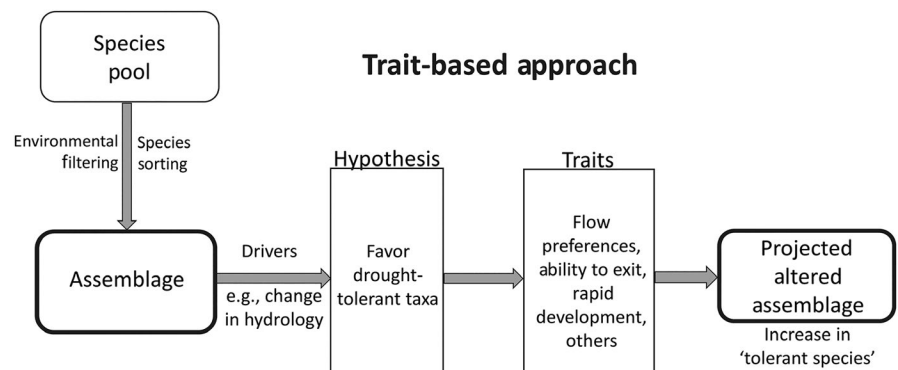 Species
pool
Trait-based approach
Environmental
filtering
Species
sorting
Hypothesis
Traits
Assemblage
Drivers
e.g., change
in hydrology
Favor
drought-
tolerant taxa
Flow
preferences,
ability to exit,
rapid
development,
others
Projected
altered
assemblage
Increase in
‘tolerant species’